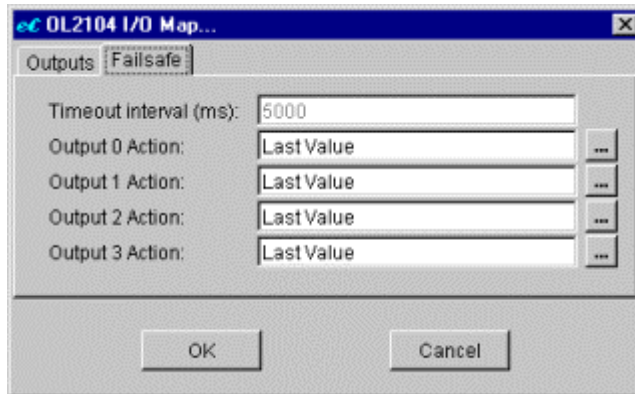 eC OL2104 I/O Map...
Outputs Failsafe
Timeout interval (ms): 5000
Output 0 Action: Last Value ...
Output 1 Action: Last Value ...
Output 2 Action: Last Value ...
Output 3 Action: Last Value ...
OK Cancel